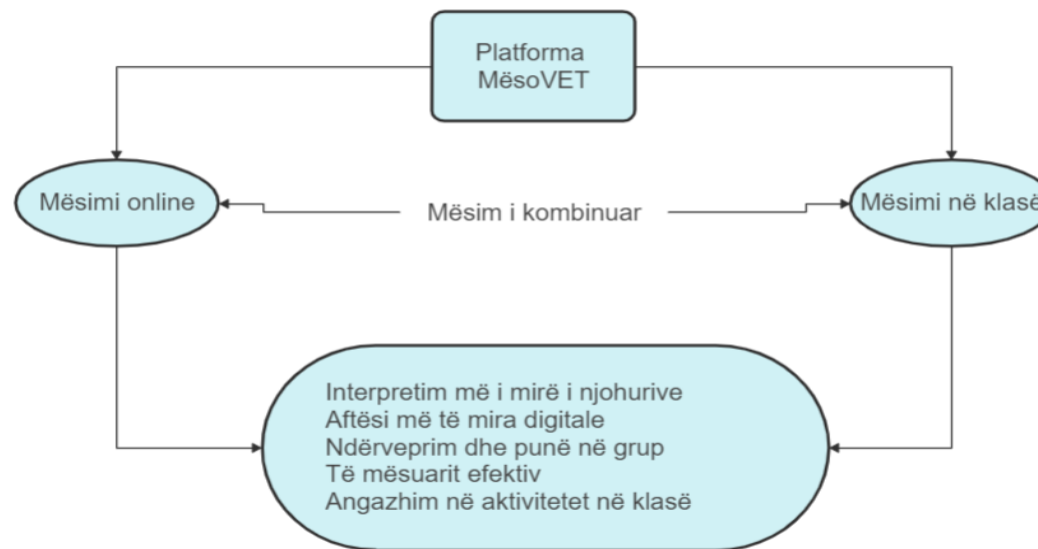 Platforma
MësoVET
Mësimi online
Mësim i kombinuar
Mësimi në klasë
Interpretim më i mirë i njohurive
Aftësi më të mira digitale
Ndërveprim dhe punë në grup
Të mësuarit efektiv
Angazhim në aktivitetet në klasë